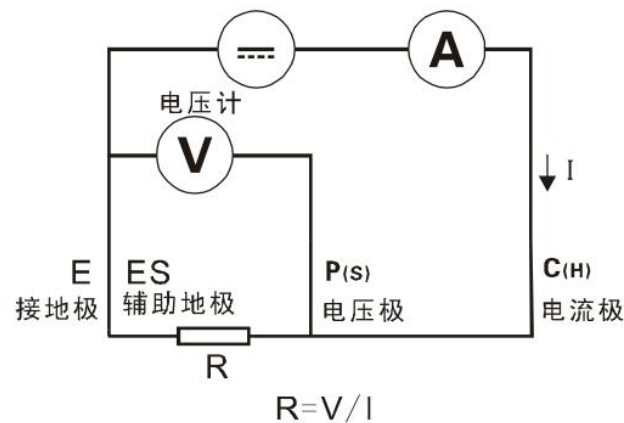 A
电压计
V
I
E ES P(S) C(H)
接地极 辅助地极 电压极 电流极
R
R=V/I